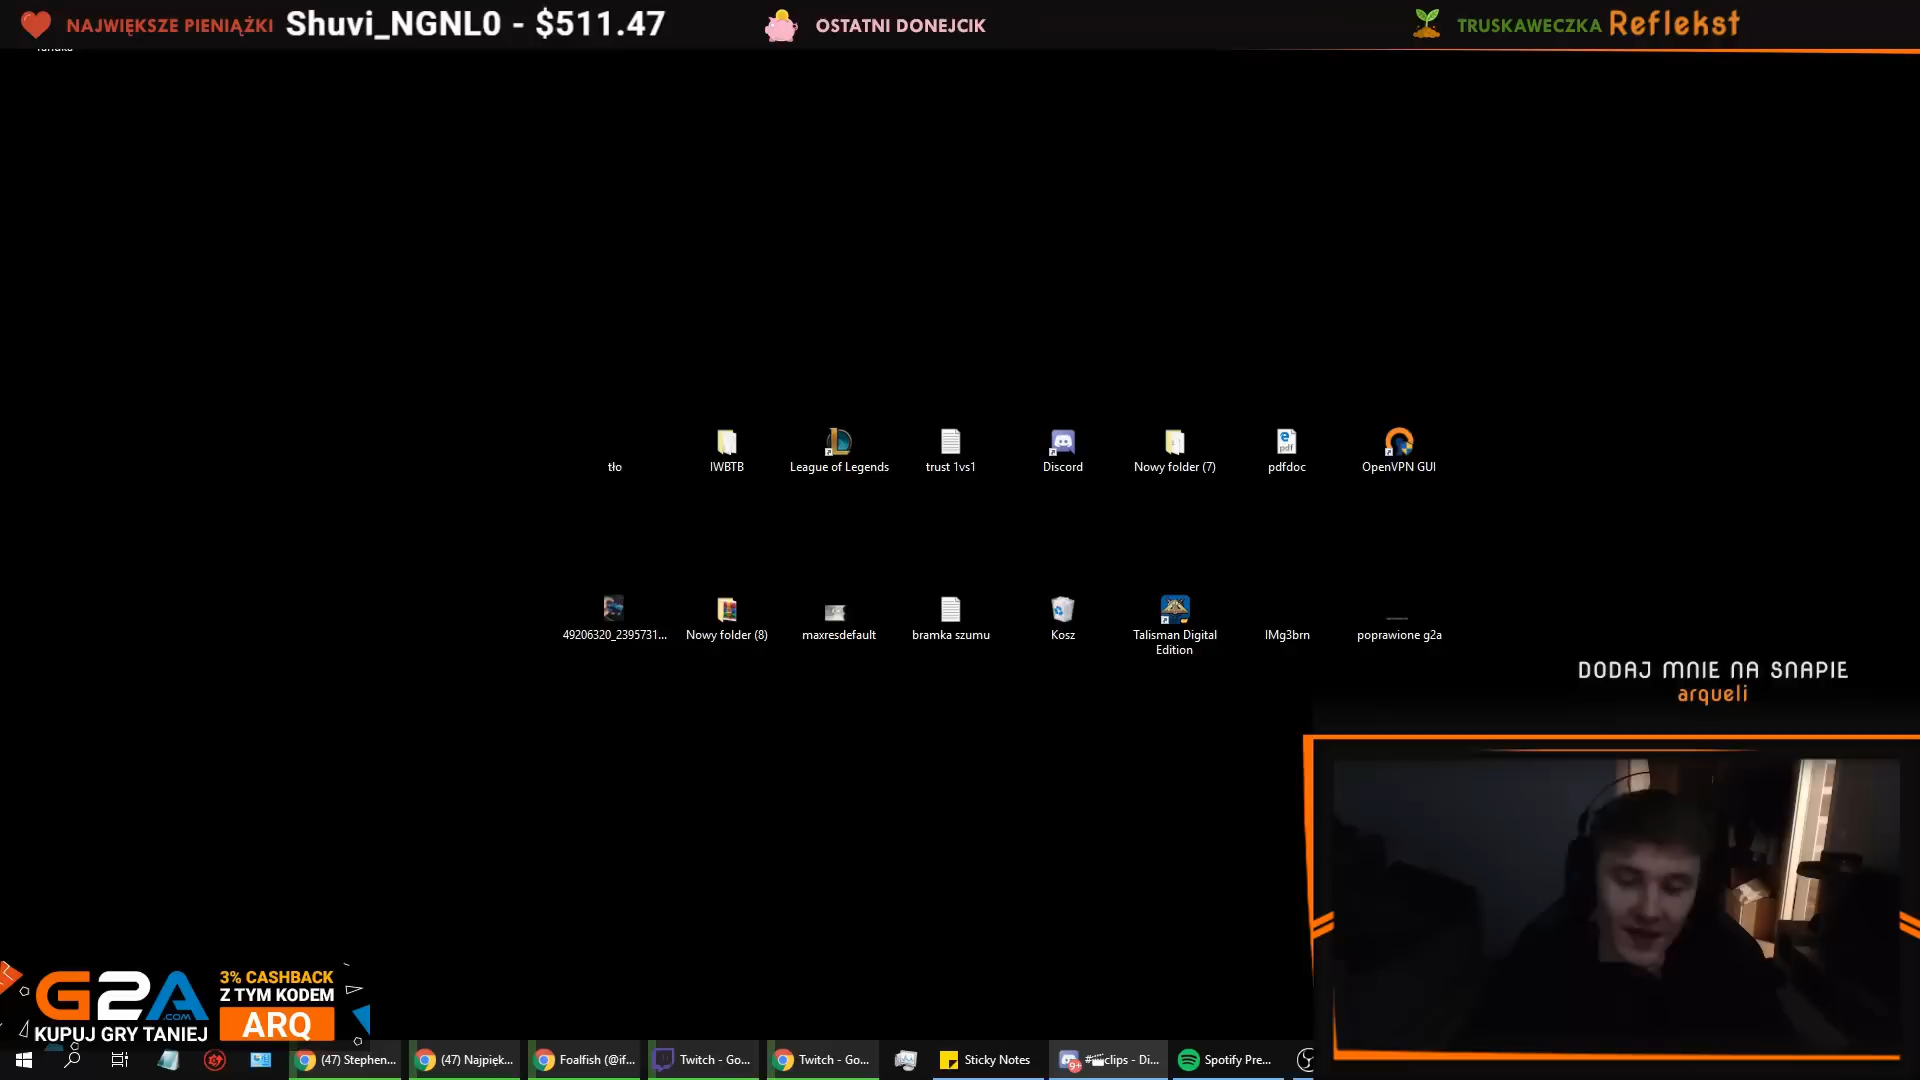 NAJWIĘKSZE PIENIĄŻKI Shuvi_NGNL0 - $511.47
OSTATNI DONEJCIK
TRUSKAWECZKAReflekst
tło
IWBTB
League of Legends
trust 1vs1
Discord
Nowy folder (7)
pdfdoc
OpenVPN GUI
49206320_2395731...
Nowy folder (8)
maxresdefault
bramka szumu
Kosz
Talisman Digital
Edition
IMg3brn
poprawione g2a
DODAJ MNIE NA SNAPIE
arqueli
G2A
.COM
KUPUJ GRY TANIEJ
3% CASHBACK
Z TYM KODEM
ARQ
(47) Stephen...
(47) Najpięk...
Foalfish (@if...
Twitch - Go...
Twitch - Go...
Sticky Notes
9+
#clips - Di...
Spotify Pre...